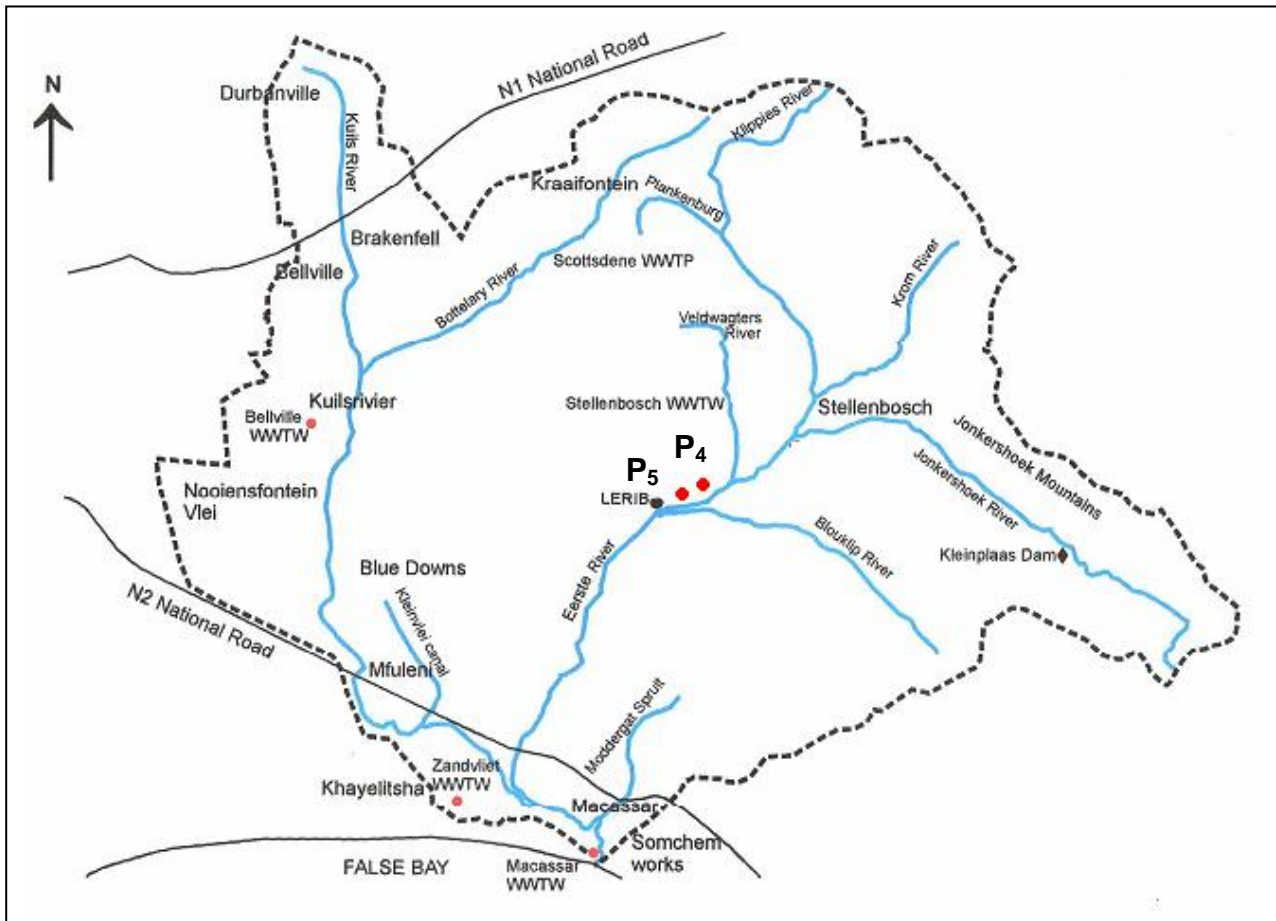 N1 National Road
N
Durbanville
Kuils River
Klippies River
Kraaifontein
Plankenburg
Brakenfell
Bellville
Scottsdene WWTP
Bottelary River
Krom River
Veldwagters
River
Kuilsrivier
Stellenbosch WWTW
Stellenbosch
Bellville
WWTW
Jonkershoek Mountains
Jonkershoek River
P4
P5
LERIB
Nooiensfontein
Vlei
Blouklip River
Kleinplaas Dam
Blue Downs
Eerste River
Kleinvlei canal
N2 National Road
Mfuleni
Moddergat Spruit
Zandvliet
WWTW
Khayelitsha
Macassar
Somchem
works
FALSE BAY
Macassar
WWTW